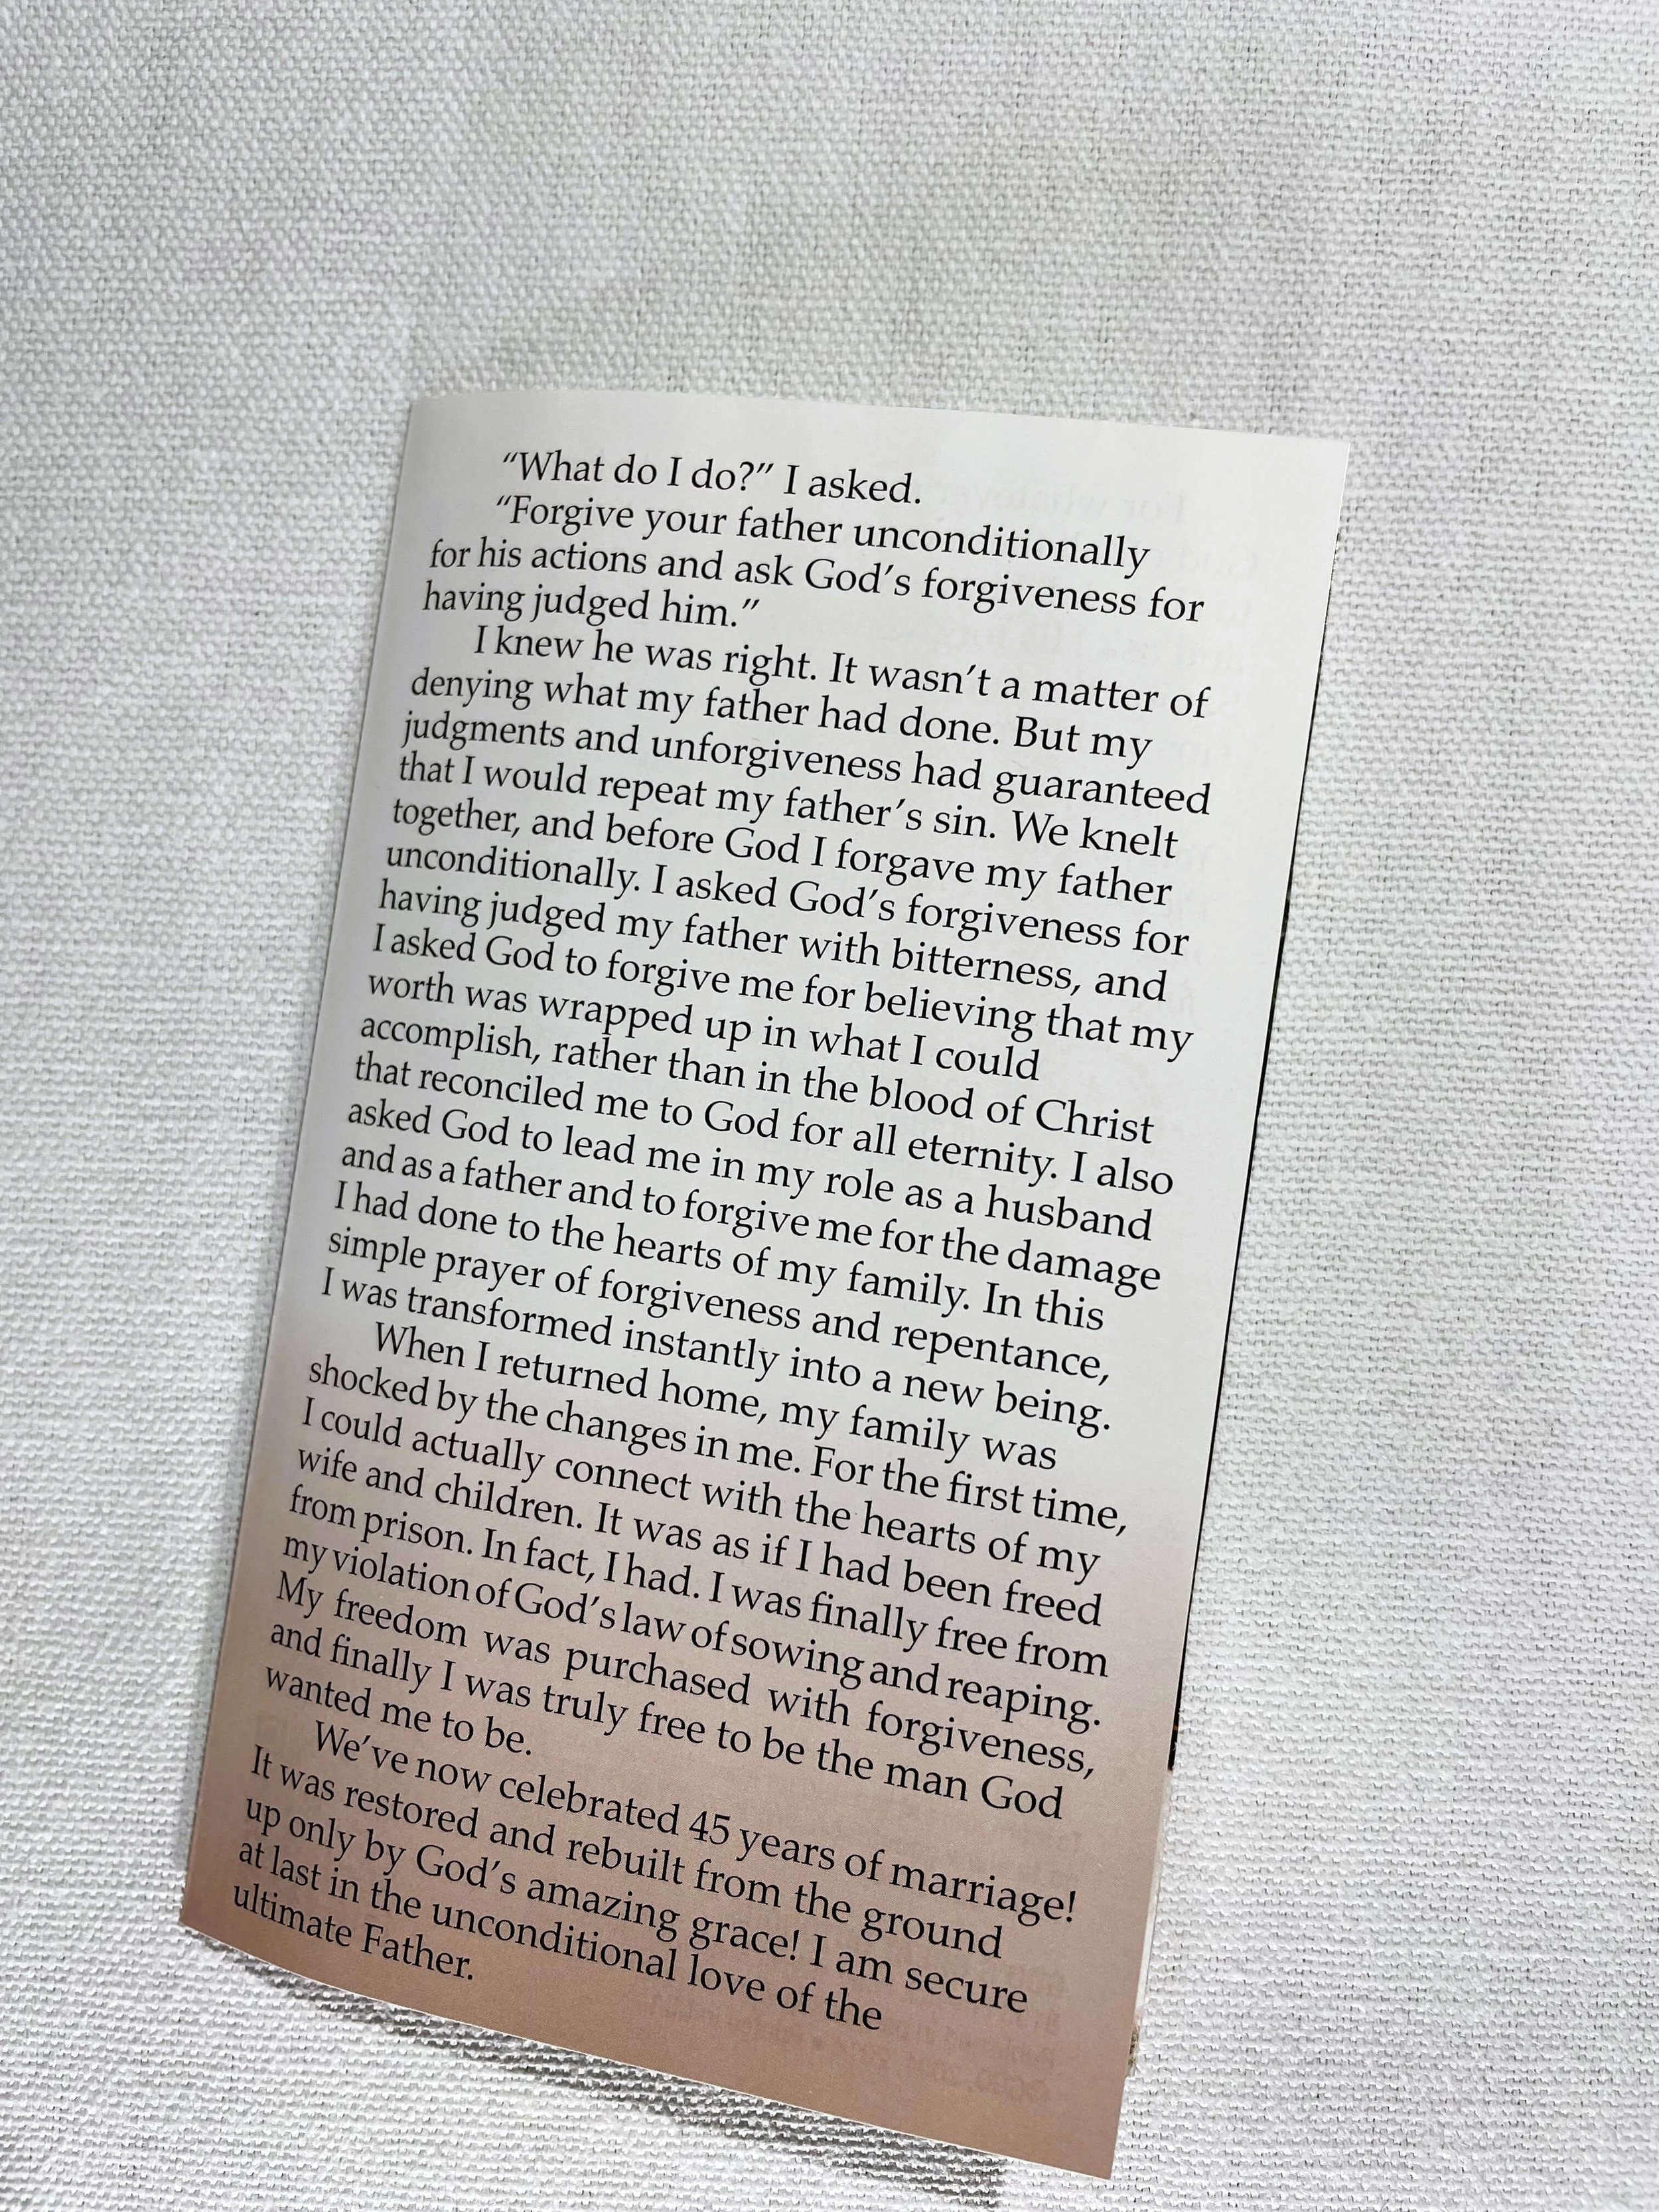 “What do I do?” I asked.
“Forgive your father unconditionally
for his actions and ask God’s forgiveness for
having judged him.”
I knew he was right. It wasn’t a matter of
denying what my father had done. But my
judgments and unforgiveness had guaranteed
that I would repeat my father’s sin. We knelt
together, and before God I forgave my father
unconditionally. I asked God’s forgiveness for
having judged my father with bitterness, and
I asked God to forgive me for believing that my
worth was wrapped up in what I could
accomplish, rather than in the blood of Christ
that reconciled me to God for all eternity. I also
asked God to lead me in my role as a husband
and as a father and to forgive me for the damage
I had done to the hearts of my family. In this
simple prayer of forgiveness and repentance,
I was transformed instantly into a new being.
When I returned home, my family was
shocked by the changes in me. For the first time,
I could actually connect with the hearts of my
wife and children. It was as if I had been freed
from prison. In fact, I had. I was finally free from
my violation of God’s law of sowing and reaping.
My freedom was purchased with forgiveness,
and finally I was truly free to be the man God
wanted me to be.
We’ve now celebrated 45 years of marriage!
It was restored and rebuilt from the ground
up only by God’s amazing grace! I am secure
at last in the unconditional love of the
ultimate Father.